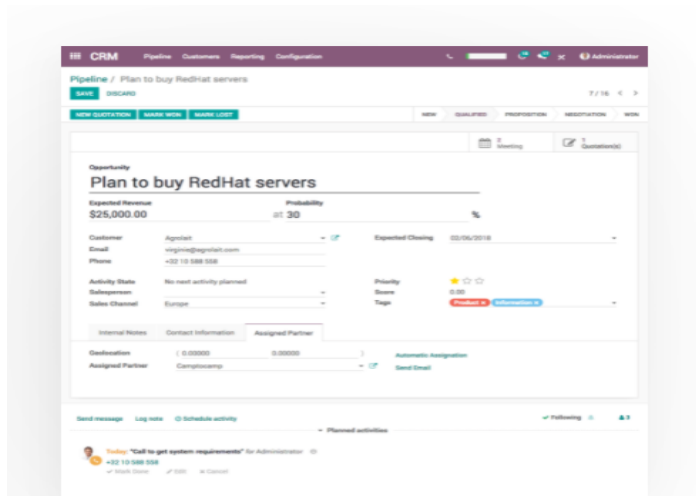 CRM Pipeline Customers Reporting Configuration Administrator
Pipeline / Plan to buy RedHat servers
SAVE DISCARD 7 / 16 < >
NEW QUOTATION MARK WON MARK LOST NEW QUALIFIED PROPOSITION NEGOTIATION WON
Meeting Quotation(s)
Opportunity
Plan to buy RedHat servers
Expected Revenue Probability
$25,000.00 at 30 %
Customer Agrolait Expected Closing 02/06/2018
Email virginie@agrolait.com
Phone +32 10 588 558
Activity State No next activity planned Priority
Salesperson Score 0.00
Sales Channel Europe Tags Product Information
Internal Notes Contact Information Assigned Partner
Geolocation ( 0.00000 0.00000 ) Automatic Assignation
Assigned Partner Camptocamp Send Email
Send message Log note Schedule activity Following
Planned activities
Today: "Call to get system requirements" for Administrator
+32 10 588 558
Mark Done Edit Cancel